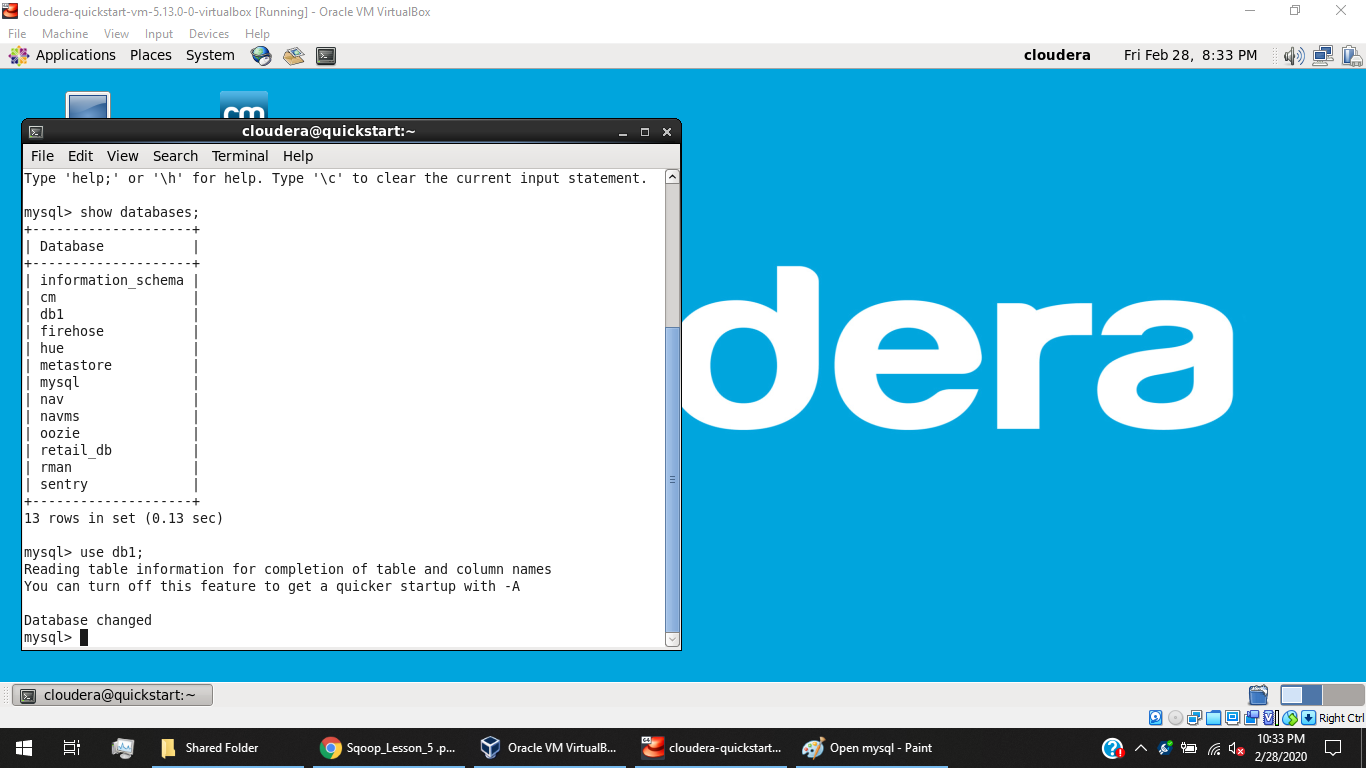 cloudera-quickstart-vm-5.13.0-0-virtualbox [Running] - Oracle VM VirtualBox
File Machine View Input Devices Help
Applications Places System cloudera Fri Feb 28, 8:33 PM
cm
cloudera@quickstart:~
File Edit View Search Terminal Help
Type 'help;' or '\h' for help. Type '\c' to clear the current input statement.
mysql> show databases;
+--------------------+
| Database           |
+--------------------+
| information_schema |
| cm                 |
| db1                |
| firehose           |
| hue                |
| metastore          |
| mysql              |
| nav                |
| navms              |
| oozie              |
| retail_db          |
| rman               |
| sentry             |
+--------------------+
13 rows in set (0.13 sec)
mysql> use db1;
Reading table information for completion of table and column names
You can turn off this feature to get a quicker startup with -A
Database changed
mysql>
dera
cloudera@quickstart:~
Right Ctrl
Shared Folder Sqoop_Lesson_5 .p... Oracle VM VirtualB... cloudera-quickstart... Open mysql - Paint
10:33 PM
2/28/2020